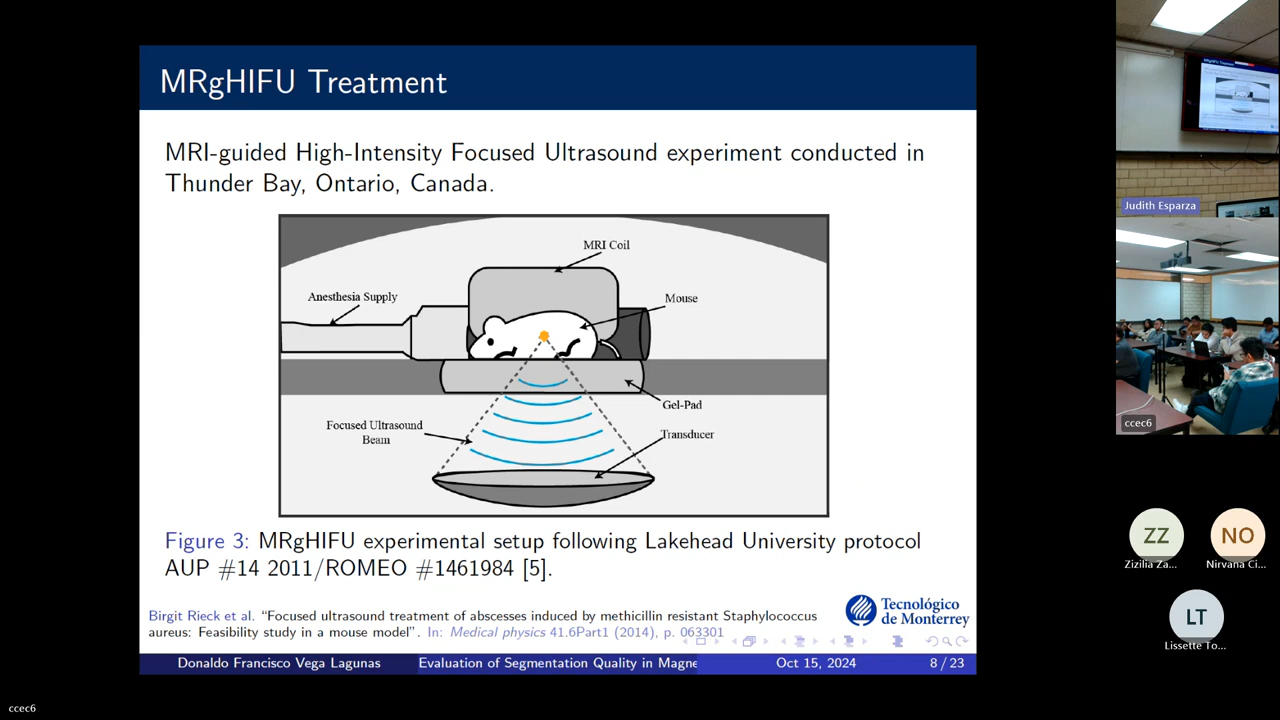 MRgHIFU Treatment
MRI-guided High-Intensity Focused Ultrasound experiment conducted in
Thunder Bay, Ontario, Canada.
MRI Coil
Anesthesia Supply
Mouse
Gel-Pad
Focused Ultrasound
Beam
Transducer
Figure 3: MRgHIFU experimental setup following Lakehead University protocol
AUP #14 2011/ROMEO #1461984 [5].
Birgit Rieck et al. “Focused ultrasound treatment of abscesses induced by methicillin resistant Staphylococcus
aureus: Feasibility study in a mouse model”. In: Medical physics 41.6Part1 (2014), p. 063301
Tecnológico
de Monterrey
Donaldo Francisco Vega Lagunas
Evaluation of Segmentation Quality in Magne
Oct 15, 2024
8 / 23
Judith Esparza
ccec6
ZZ
Zizilia Za...
NO
Nirvana Ci...
LT
Lissette To...
ccec6